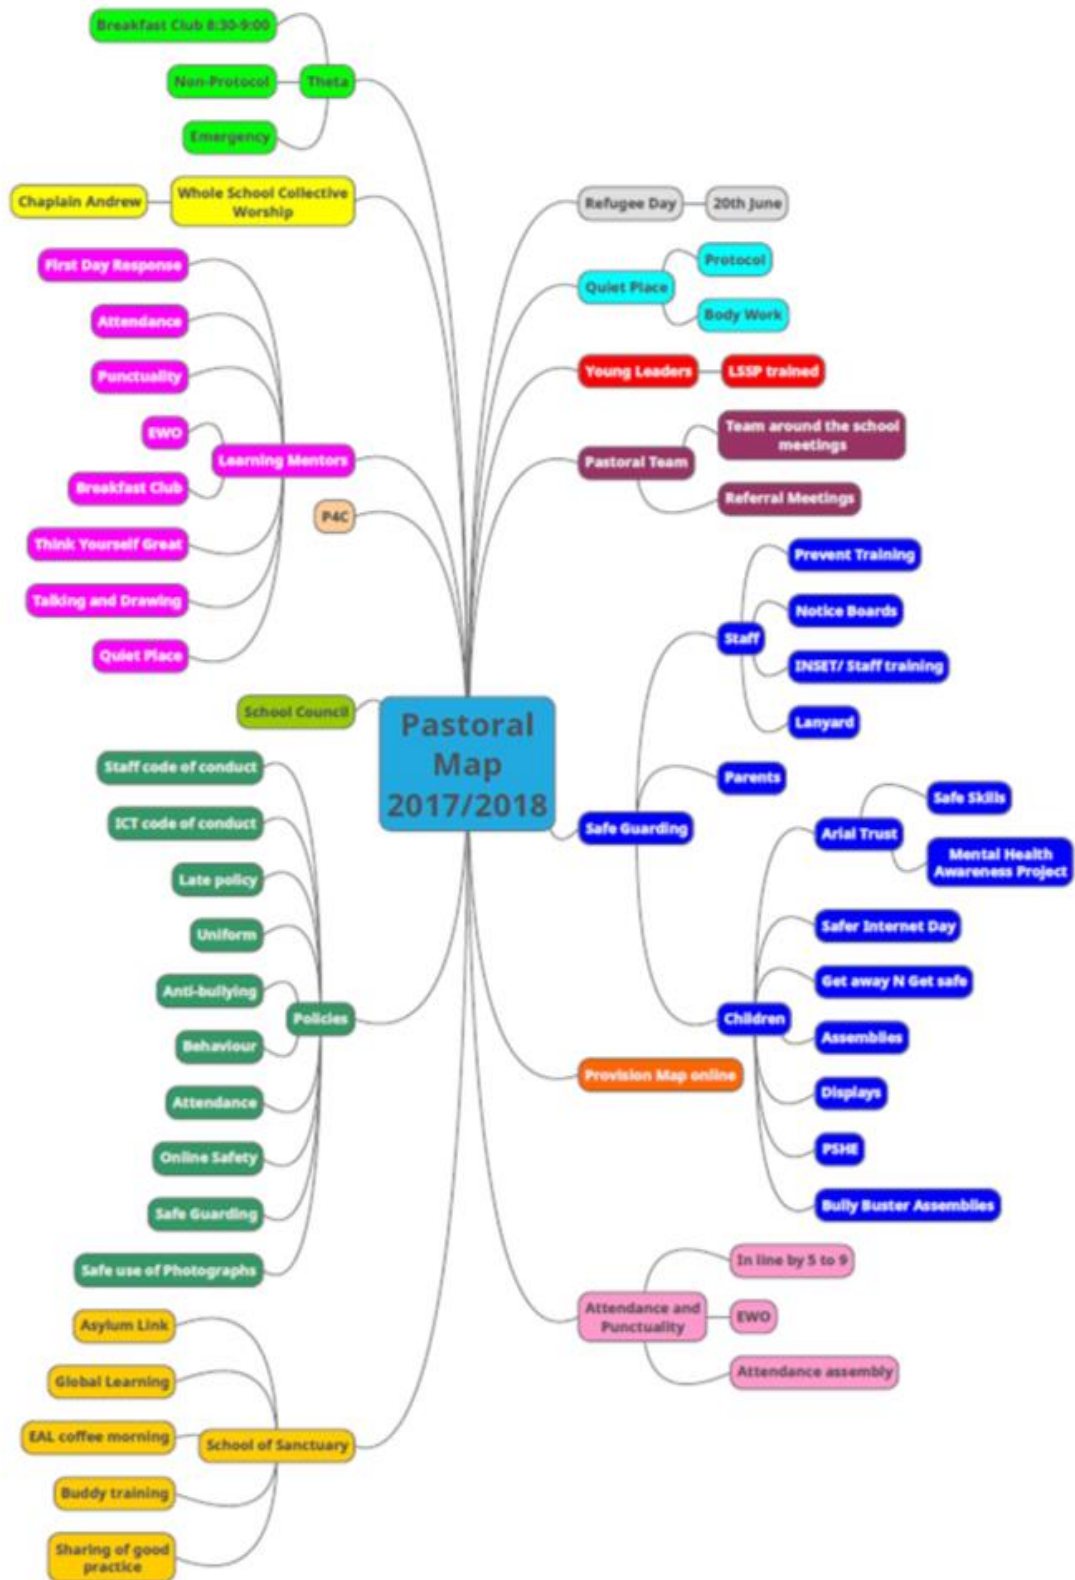 Breakfast Club 8:30-9:00
Non-Protocol
Theta
Emergency
Chaplain Andrew
Whole School Collective
Worship
First Day Response
Attendance
Punctuality
EWO
Learning Mentors
Breakfast Club
Think Yourself Great
Talking and Drawing
Quiet Place
P4C
School Council
Pastoral
Map
2017/2018
Staff code of conduct
ICT code of conduct
Late policy
Uniform
Anti-bullying
Policies
Behaviour
Attendance
Online Safety
Safe Guarding
Safe use of Photographs
Asylum Link
Global Learning
EAL coffee morning
School of Sanctuary
Buddy training
Sharing of good
practice
Refugee Day
20th June
Quiet Place
Protocol
Body Work
Young Leaders
LSSP trained
Pastoral Team
Team around the school
meetings
Referral Meetings
Safe Guarding
Staff
Prevent Training
Notice Boards
INSET/ Staff training
Lanyard
Parents
Children
Arial Trust
Safe Skills
Mental Health
Awareness Project
Safer Internet Day
Get away N Get safe
Assemblies
Displays
PSHE
Bully Buster Assemblies
Provision Map online
Attendance and
Punctuality
In line by 5 to 9
EWO
Attendance assembly